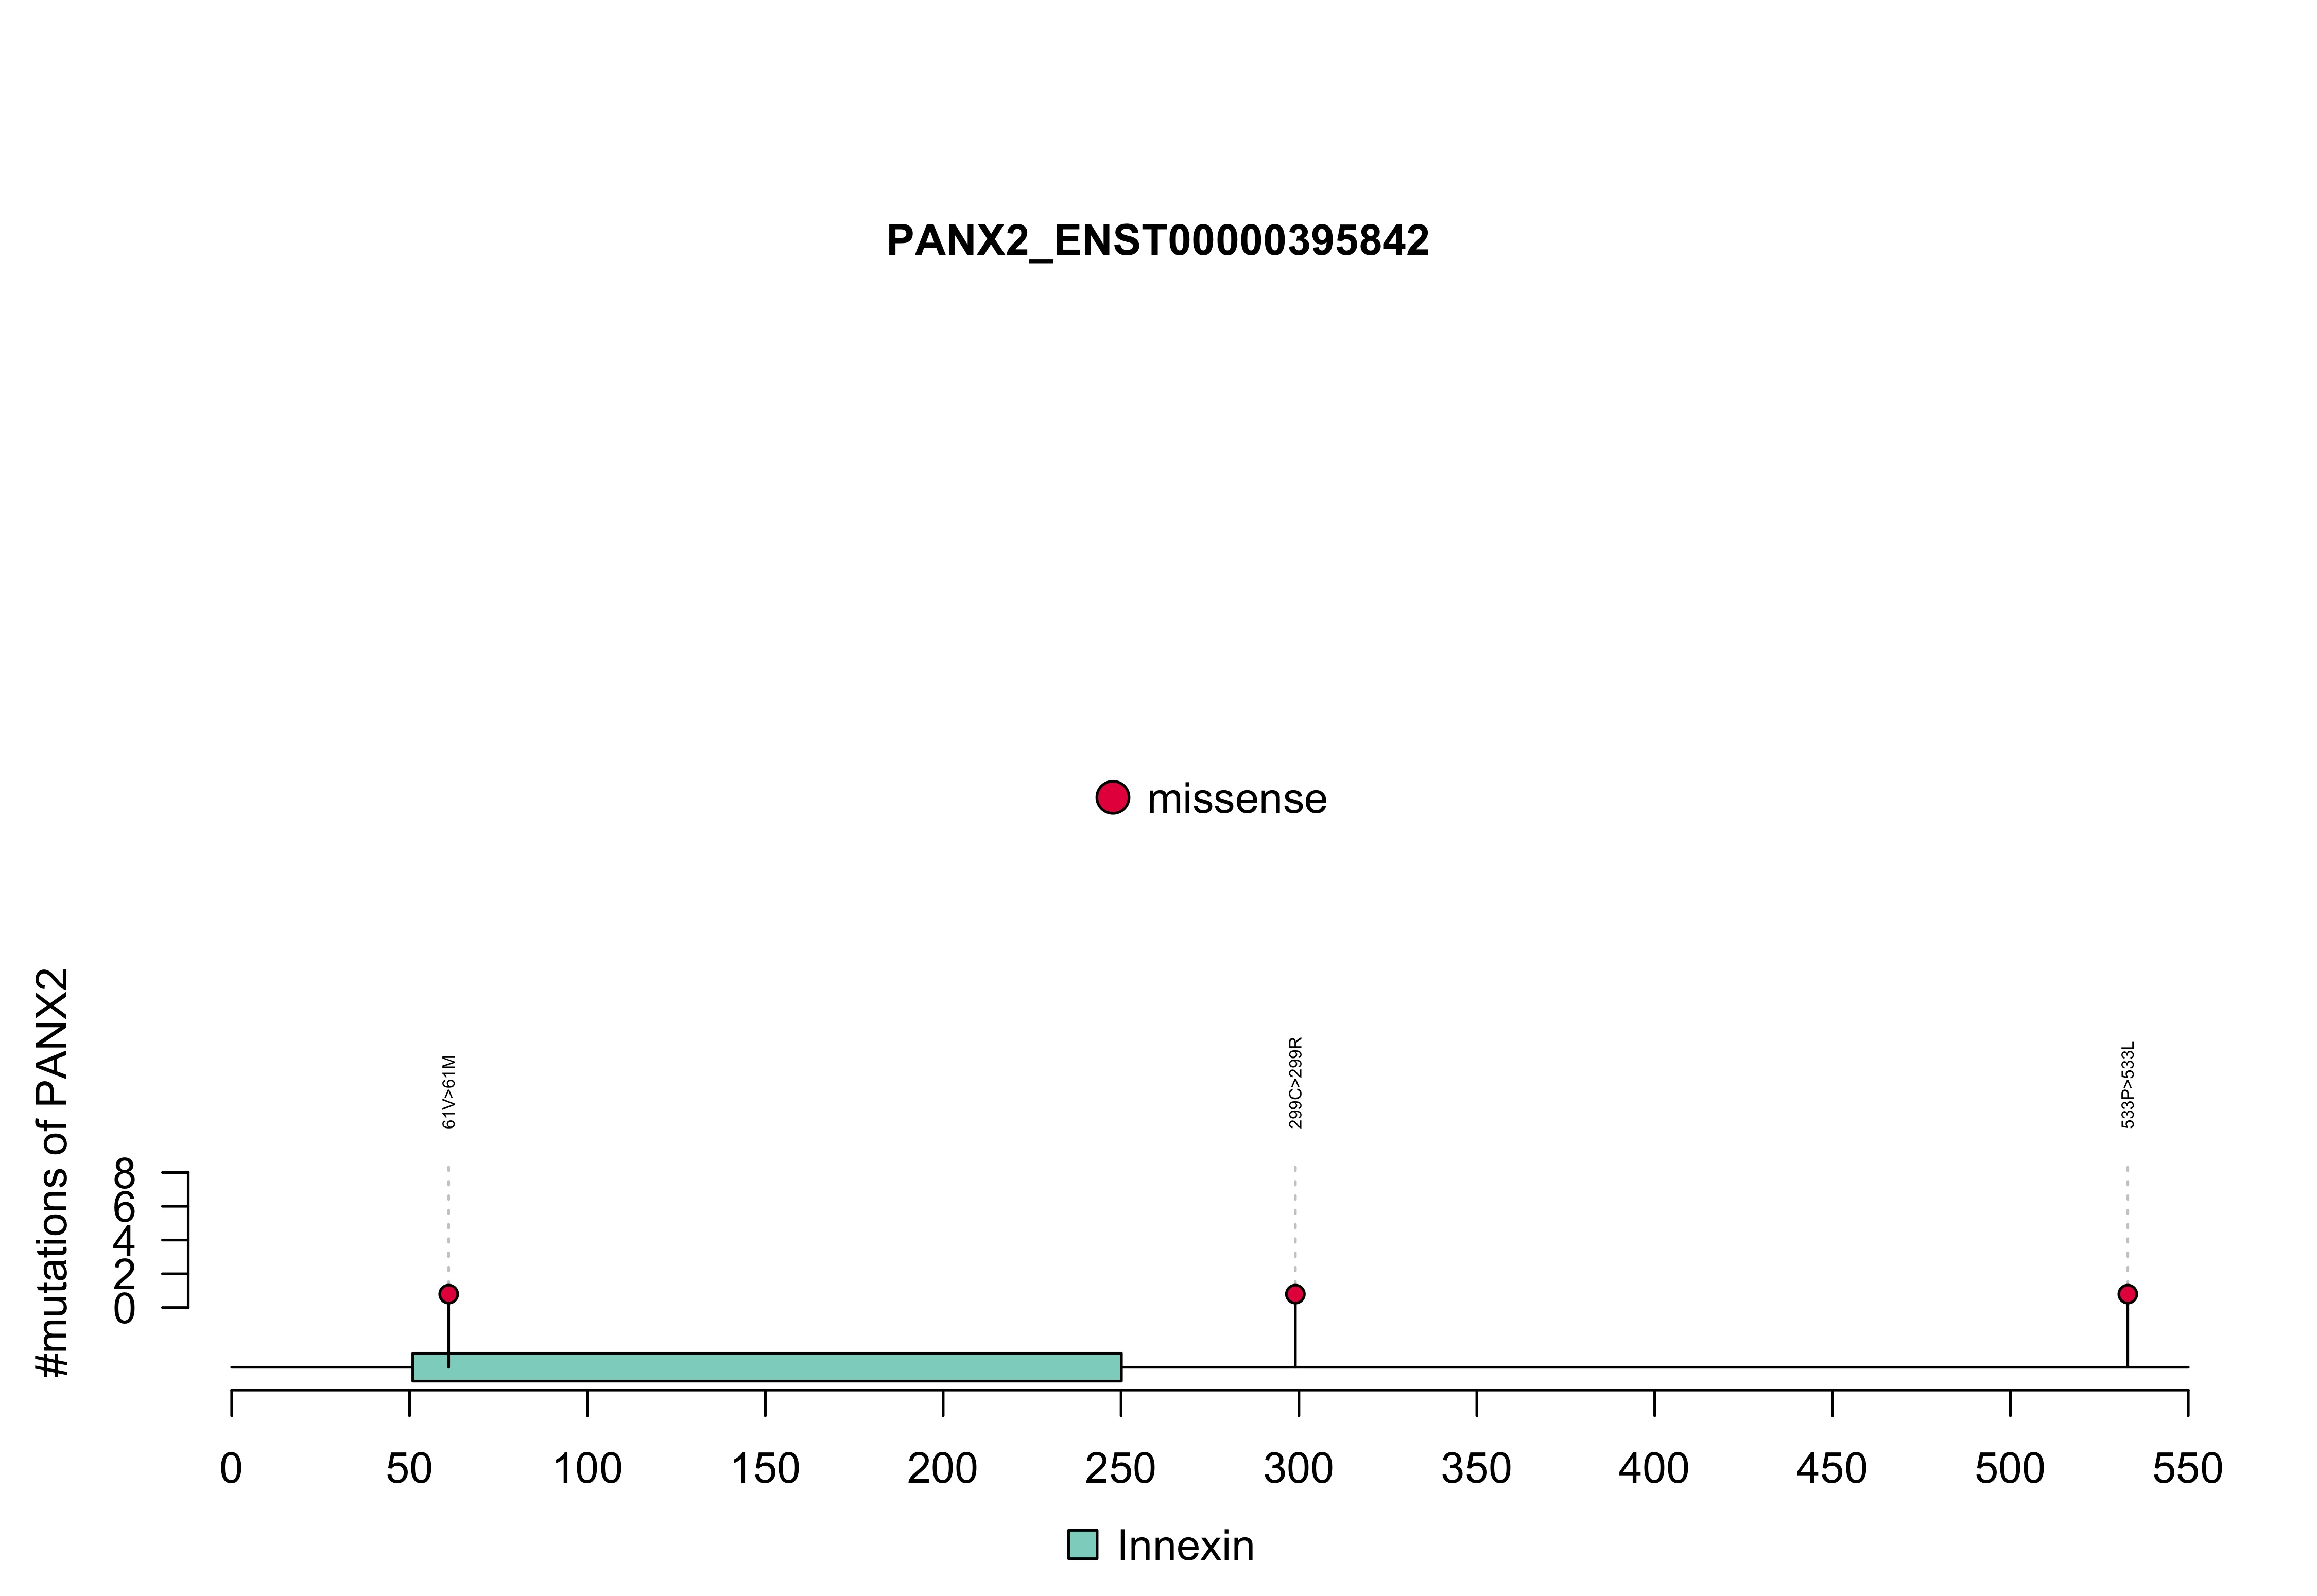 PANX2_ENST00000395842
missense
#mutations of PANX2
61V>61M
299C>299R
533P>533L
8
6
4
2
0
0 50 100 150 200 250 300 350 400 450 500 550
Innexin